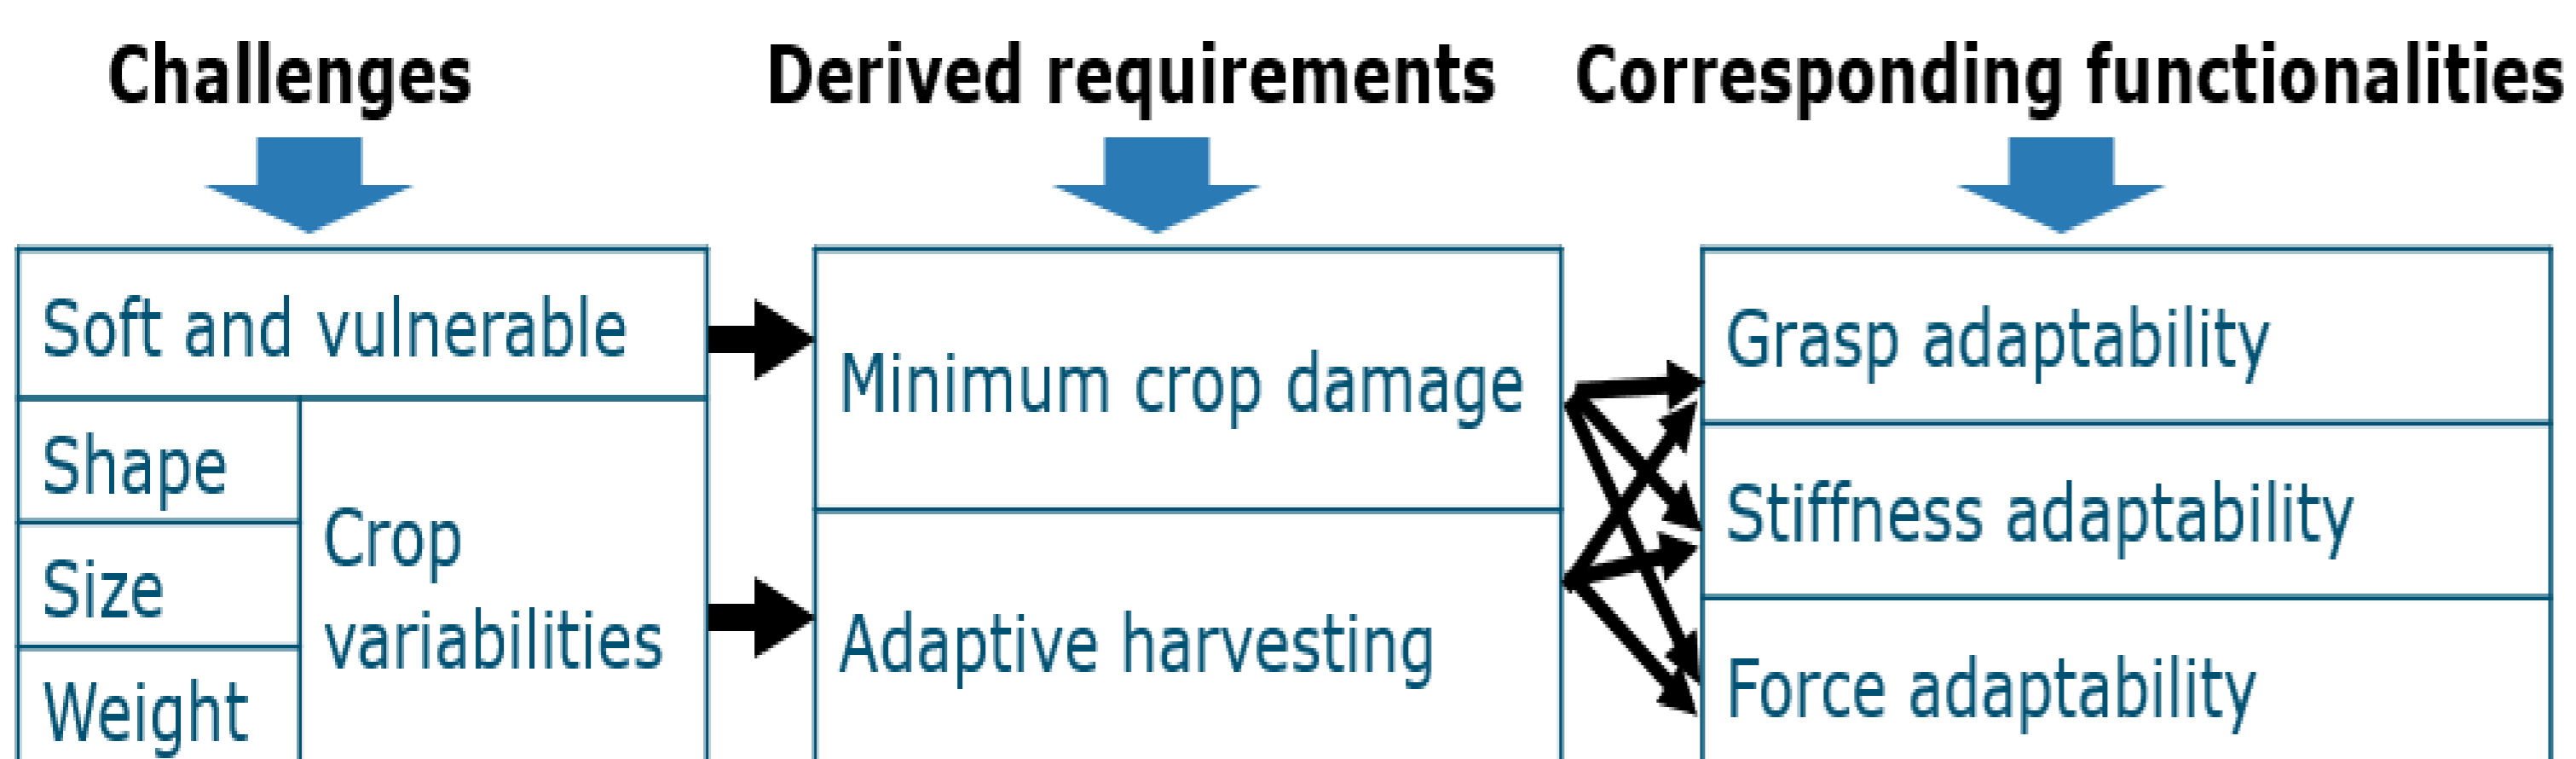 Challenges
Derived requirements
Corresponding functionalities
Soft and vulnerable
Shape
Size
Weight
Crop
variabilities
Minimum crop damage
Adaptive harvesting
Grasp adaptability
Stiffness adaptability
Force adaptability